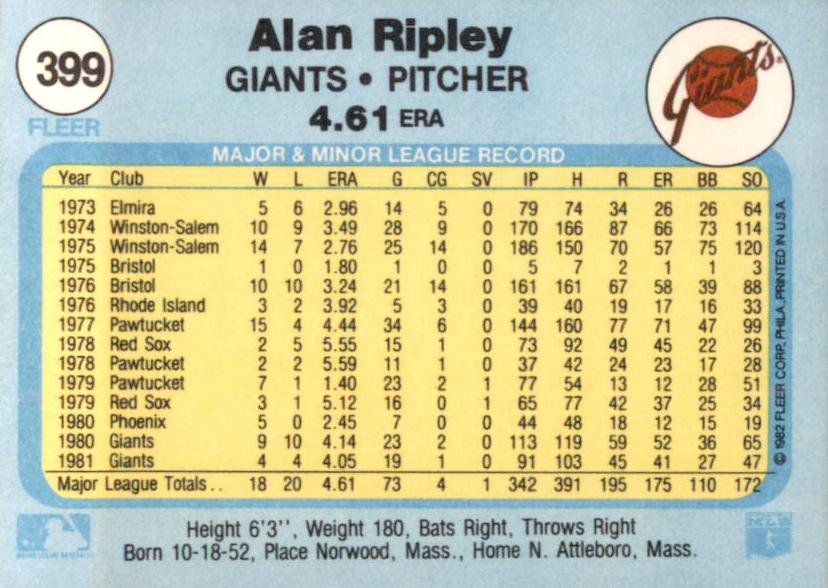 399
FLEER
Alan Ripley
GIANTS • PITCHER
4.61 ERA
Giants.
MAJOR & MINOR LEAGUE RECORD
Year Club W L ERA G CG SV IP H R ER BB SO
1973 Elmira 5 6 2.96 14 5 0 79 74 34 26 26 64
1974 Winston-Salem 10 9 3.49 28 9 0 170 166 87 66 73 114
1975 Winston-Salem 14 7 2.76 25 14 0 186 150 70 57 75 120
1975 Bristol 1 0 1.80 1 0 0 5 7 2 1 1 3
1976 Bristol 10 10 3.24 21 14 0 161 161 67 58 39 88
1976 Rhode Island 3 2 3.92 5 3 0 39 40 19 17 16 33
1977 Pawtucket 15 4 4.44 34 6 0 144 160 77 71 47 99
1978 Red Sox 2 5 5.55 15 1 0 73 92 49 45 22 26
1978 Pawtucket 2 2 5.59 11 1 0 37 42 24 23 17 28
1979 Pawtucket 7 1 1.40 23 2 1 77 54 13 12 28 51
1979 Red Sox 3 1 5.12 16 0 1 65 77 42 37 25 34
1980 Phoenix 5 0 2.45 7 0 0 44 48 18 12 15 19
1980 Giants 9 10 4.14 23 2 0 113 119 59 52 36 65
1981 Giants 4 4 4.05 19 1 0 91 103 45 41 27 47
Major League Totals . . 18 20 4.61 73 4 1 342 391 195 175 110 172
© 1982 FLEER CORP., PHILA., PRINTED IN U.S.A.
Height 6'3'', Weight 180, Bats Right, Throws Right
Born 10-18-52, Place Norwood, Mass., Home N. Attleboro, Mass.